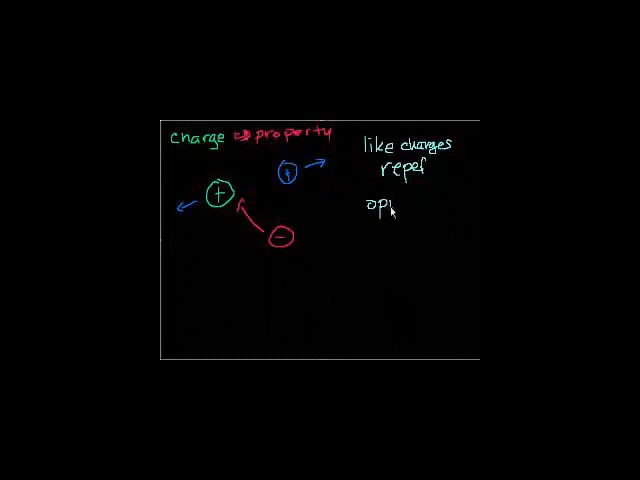 charge → property
like charges
repel
+
+
op
-